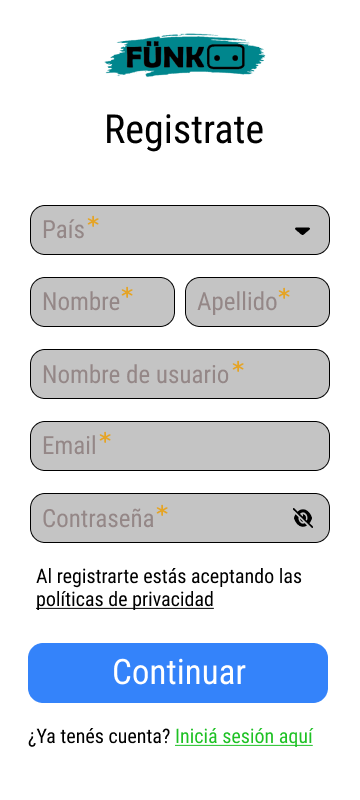 FÜNKO
Registrate
País*
Nombre* Apellido*
Nombre de usuario*
Email*
Contraseña*
Al registrarte estás aceptando las
políticas de privacidad
Continuar
¿Ya tenés cuenta? Iniciá sesión aquí